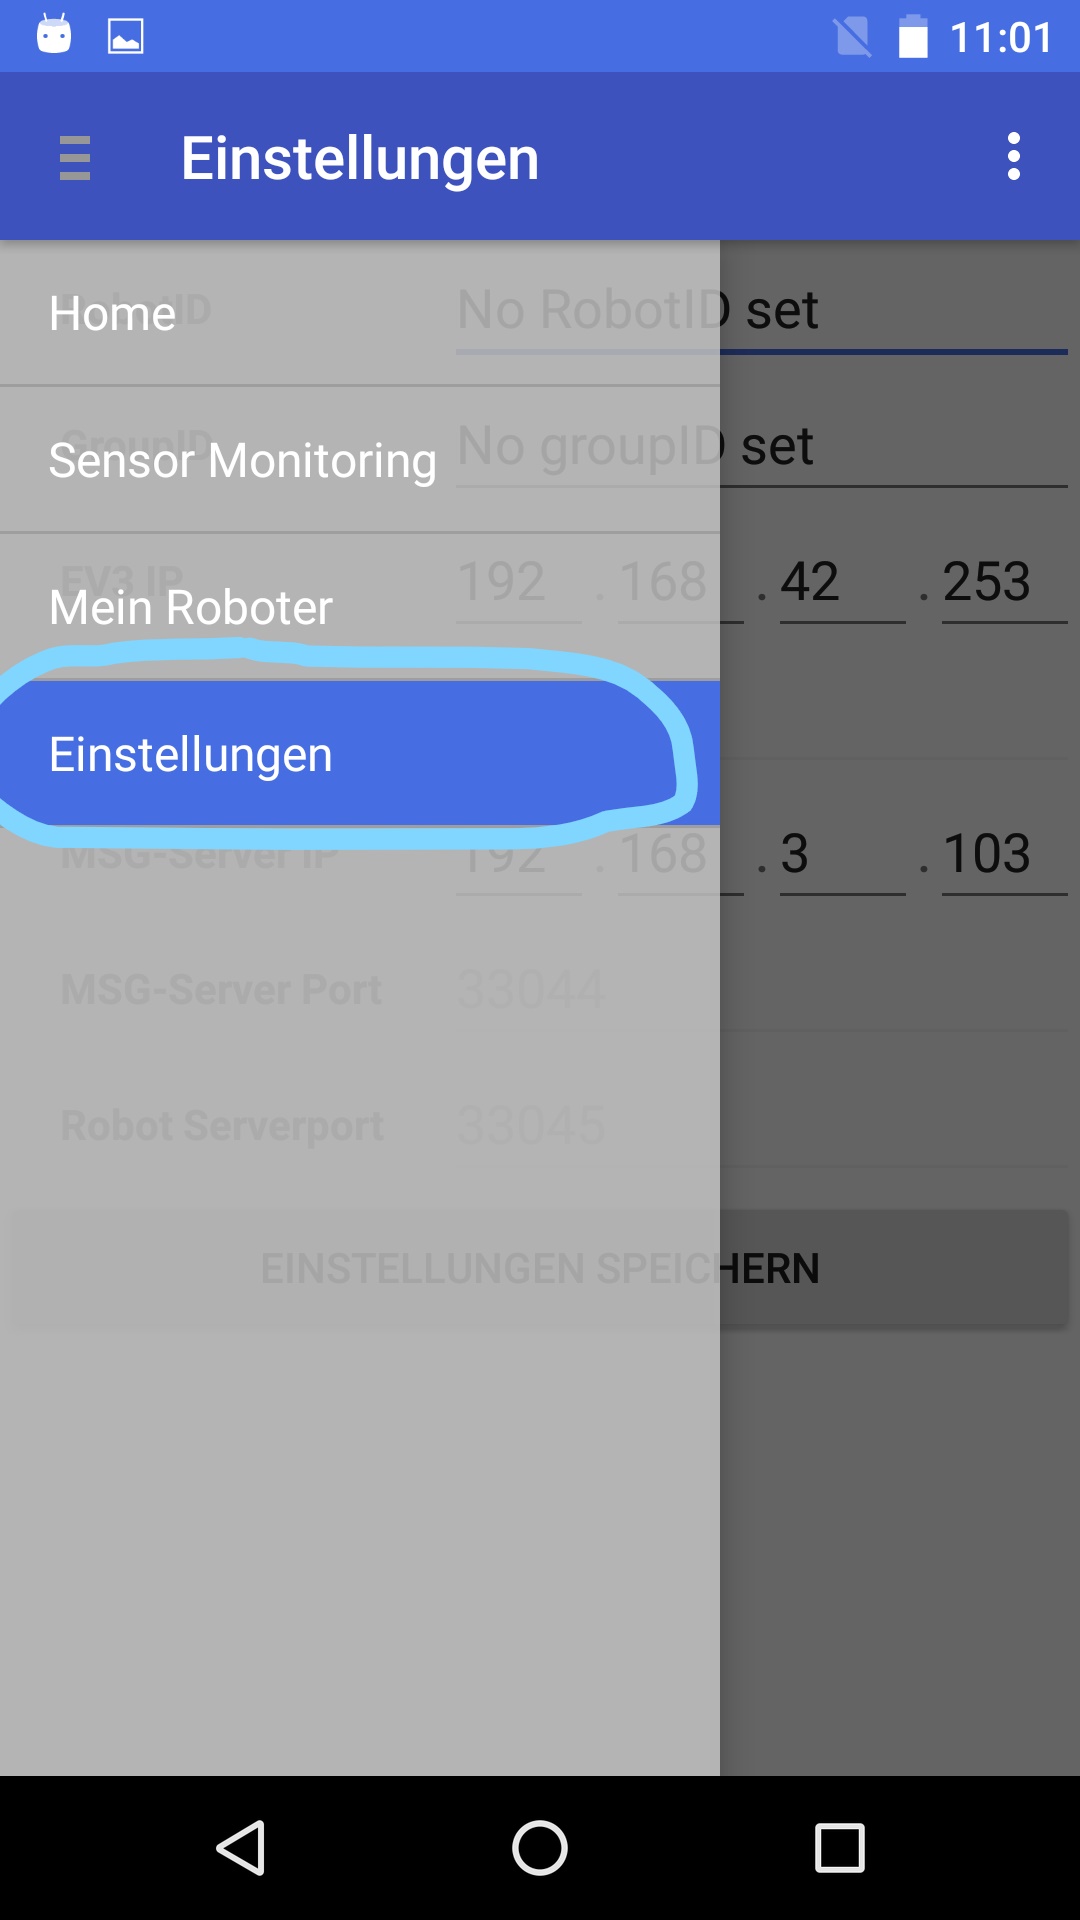 11:01
Einstellungen
Home
RobotID
No RobotID set
Sensor Monitoring
GroupID
No groupID set
EV3 IP
192 . 168 . 42 . 253
Mein Roboter
Einstellungen
MSG-Server IP
192 . 168 . 3 . 103
MSG-Server Port
33044
Robot Serverport
33045
EINSTELLUNGEN SPEICHERN